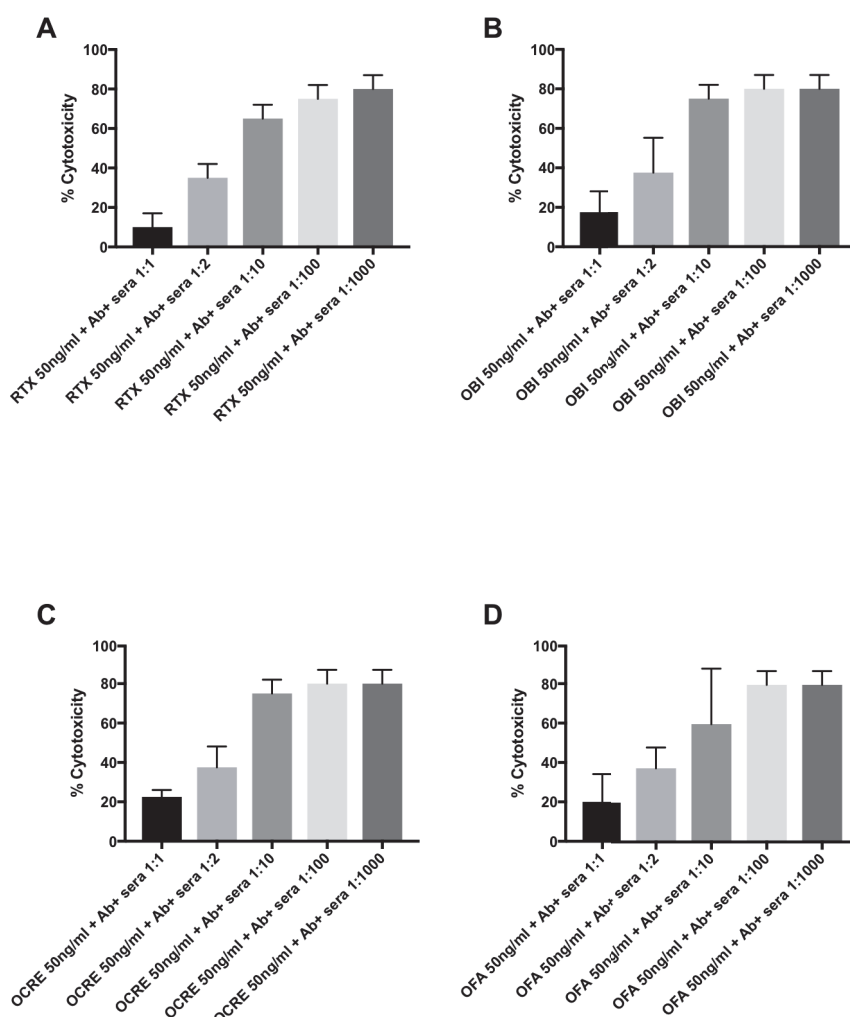 A
% Cytotoxicity
100
80
60
40
20
0
RTX 50ng/ml + Ab+ sera 1:1
RTX 50ng/ml + Ab+ sera 1:2
RTX 50ng/ml + Ab+ sera 1:10
RTX 50ng/ml + Ab+ sera 1:100
RTX 50ng/ml + Ab+ sera 1:1000
B
% Cytotoxicity
100
80
60
40
20
0
OBI 50ng/ml + Ab+ sera 1:1
OBI 50ng/ml + Ab+ sera 1:2
OBI 50ng/ml + Ab+ sera 1:10
OBI 50ng/ml + Ab+ sera 1:100
OBI 50ng/ml + Ab+ sera 1:1000
C
% Cytotoxicity
100
80
60
40
20
0
OCRE 50ng/ml + Ab+ sera 1:1
OCRE 50ng/ml + Ab+ sera 1:2
OCRE 50ng/ml + Ab+ sera 1:10
OCRE 50ng/ml + Ab+ sera 1:100
OCRE 50ng/ml + Ab+ sera 1:1000
D
% Cytotoxicity
100
80
60
40
20
0
OFA 50ng/ml + Ab+ sera 1:1
OFA 50ng/ml + Ab+ sera 1:2
OFA 50ng/ml + Ab+ sera 1:10
OFA 50ng/ml + Ab+ sera 1:100
OFA 50ng/ml + Ab+ sera 1:1000